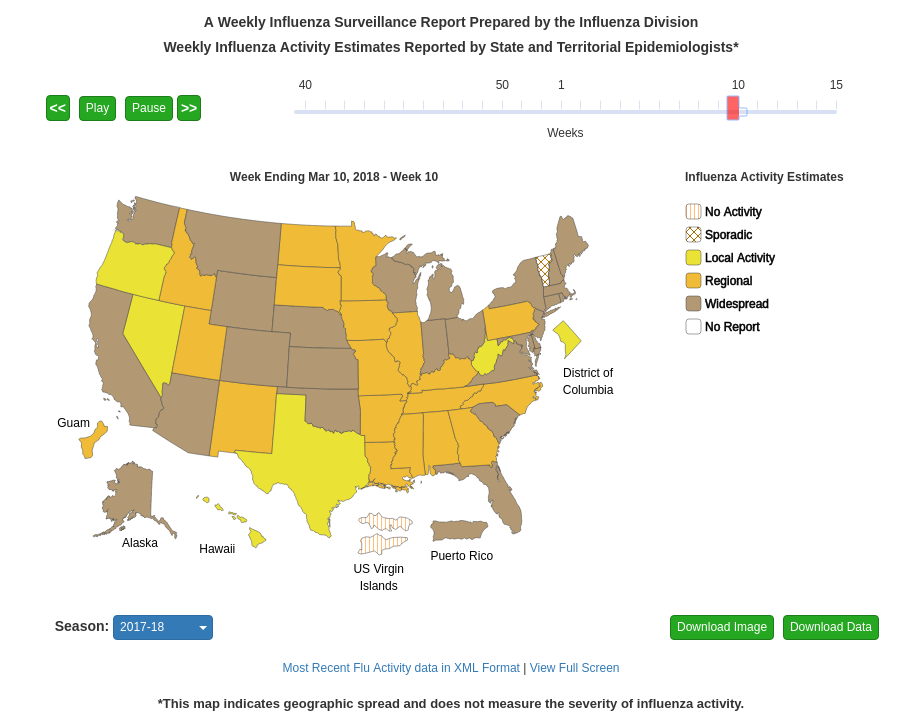 A Weekly Influenza Surveillance Report Prepared by the Influenza Division
Weekly Influenza Activity Estimates Reported by State and Territorial Epidemiologists*
<< Play Pause >>
40 50 1 10 15
Weeks
Week Ending Mar 10, 2018 - Week 10
Influenza Activity Estimates
No Activity
Sporadic
Local Activity
Regional
Widespread
No Report
District of
Columbia
Guam
Alaska
Hawaii
US Virgin
Islands
Puerto Rico
Season: 2017-18
Download Image Download Data
Most Recent Flu Activity data in XML Format | View Full Screen
*This map indicates geographic spread and does not measure the severity of influenza activity.